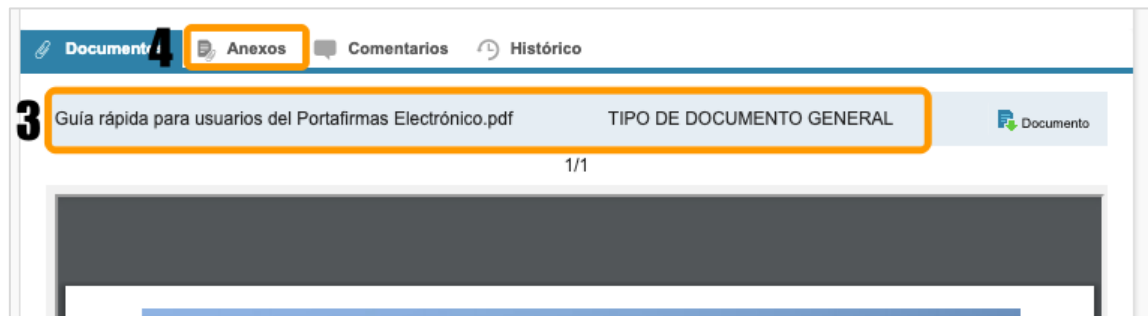 Documento 4 Anexos Comentarios Histórico
3 Guía rápida para usuarios del Portafirmas Electrónico.pdf TIPO DE DOCUMENTO GENERAL Documento
1/1